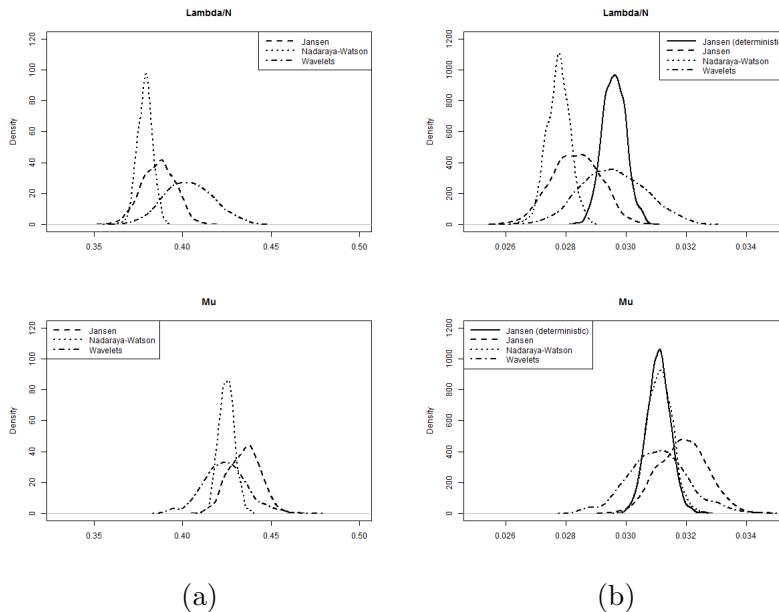 Lambda/N
Density
0 20 40 60 80 100 120
0.35 0.40 0.45 0.50
Jansen
Nadaraya-Watson
Wavelets
Lambda/N
Density
0 200 400 600 800 1000 1200
0.026 0.028 0.030 0.032 0.034
Jansen (deterministic
Jansen
Nadaraya-Watson
Wavelets
Mu
Density
0 20 40 60 80 100 120
0.35 0.40 0.45 0.50
Jansen
Nadaraya-Watson
Wavelets
Mu
Density
0 200 400 600 800 1000 1200
0.026 0.028 0.030 0.032 0.034
Jansen (deterministic)
Jansen
Nadaraya-Watson
Wavelets
(a)
(b)